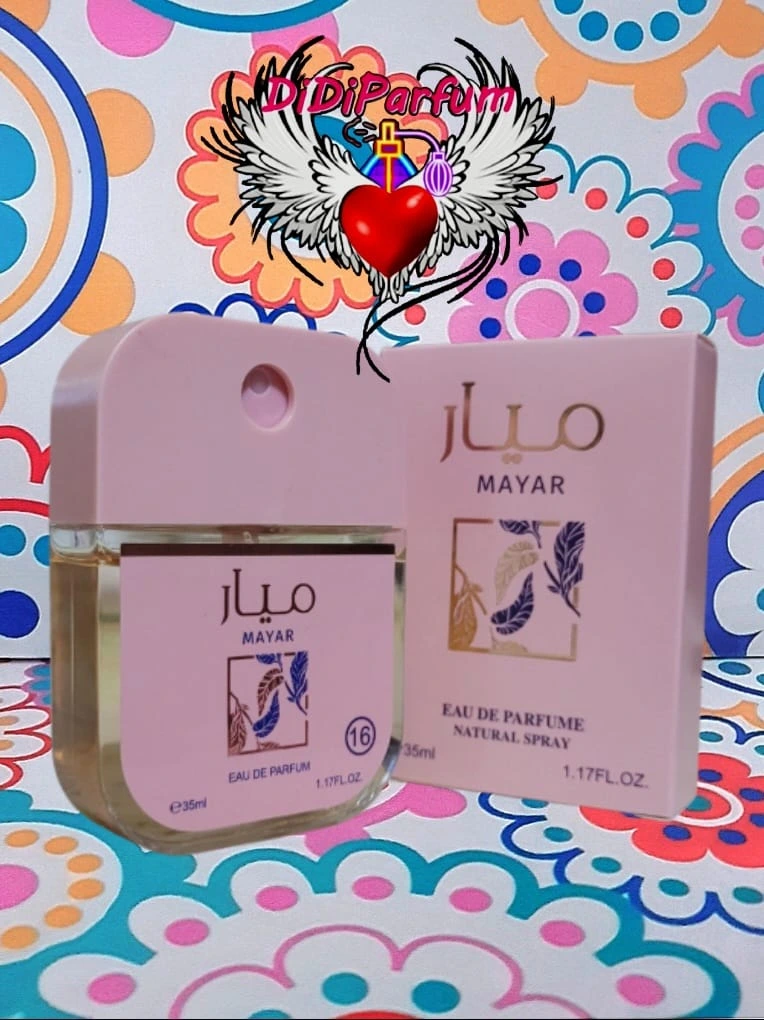 DiDiParfum
ميار
MAYAR
EAU DE PARFUME
NATURAL SPRAY
35ml
1.17FL.OZ.
ميار
MAYAR
16
EAU DE PARFUM
1.17FL.OZ.
℮35ml